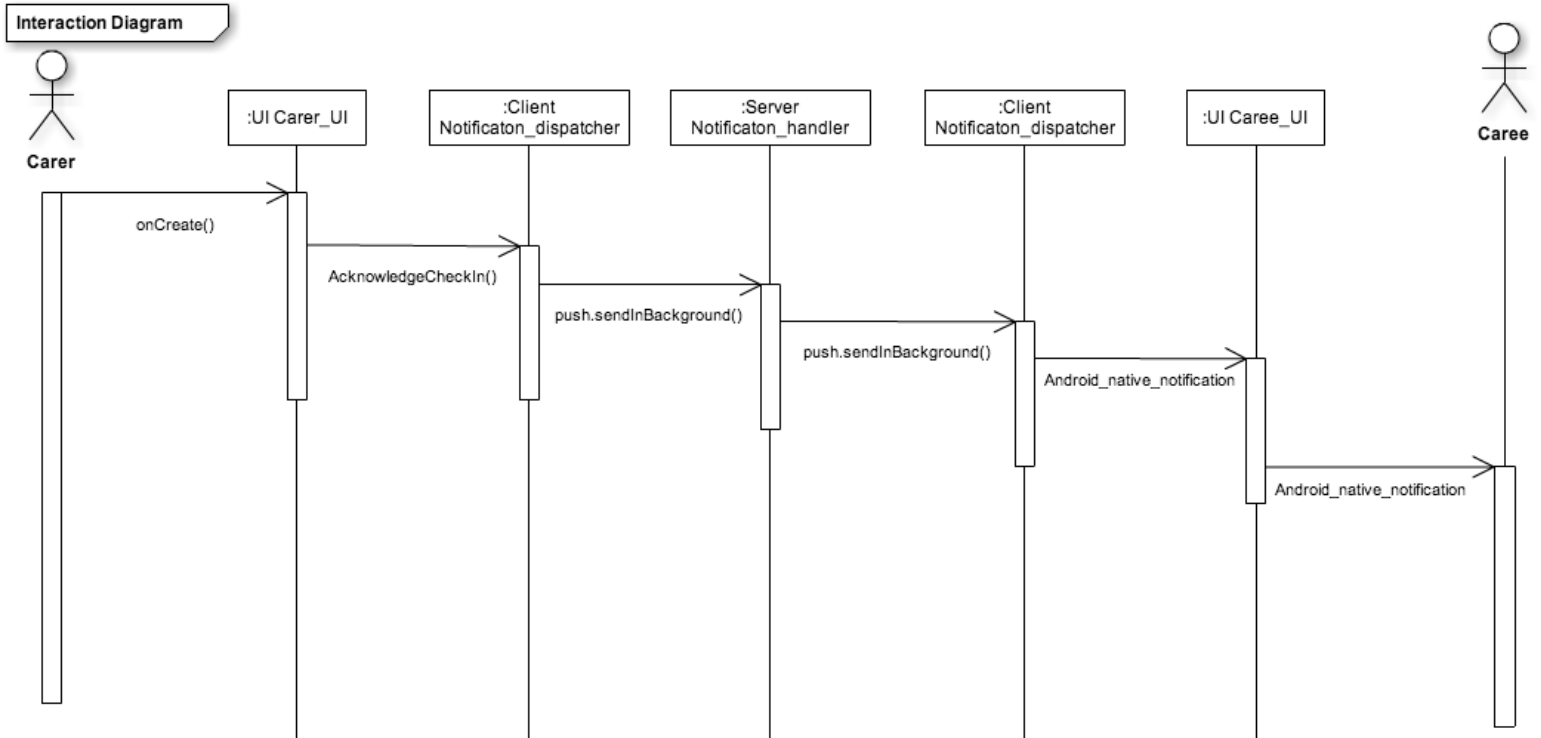 Interaction Diagram
Carer
:UI Carer_UI
:Client
Notificaton_dispatcher
:Server
Notificaton_handler
:Client
Notificaton_dispatcher
:UI Caree_UI
Caree
onCreate()
AcknowledgeCheckIn()
push.sendInBackground()
push.sendInBackground()
Android_native_notification
Android_native_notification